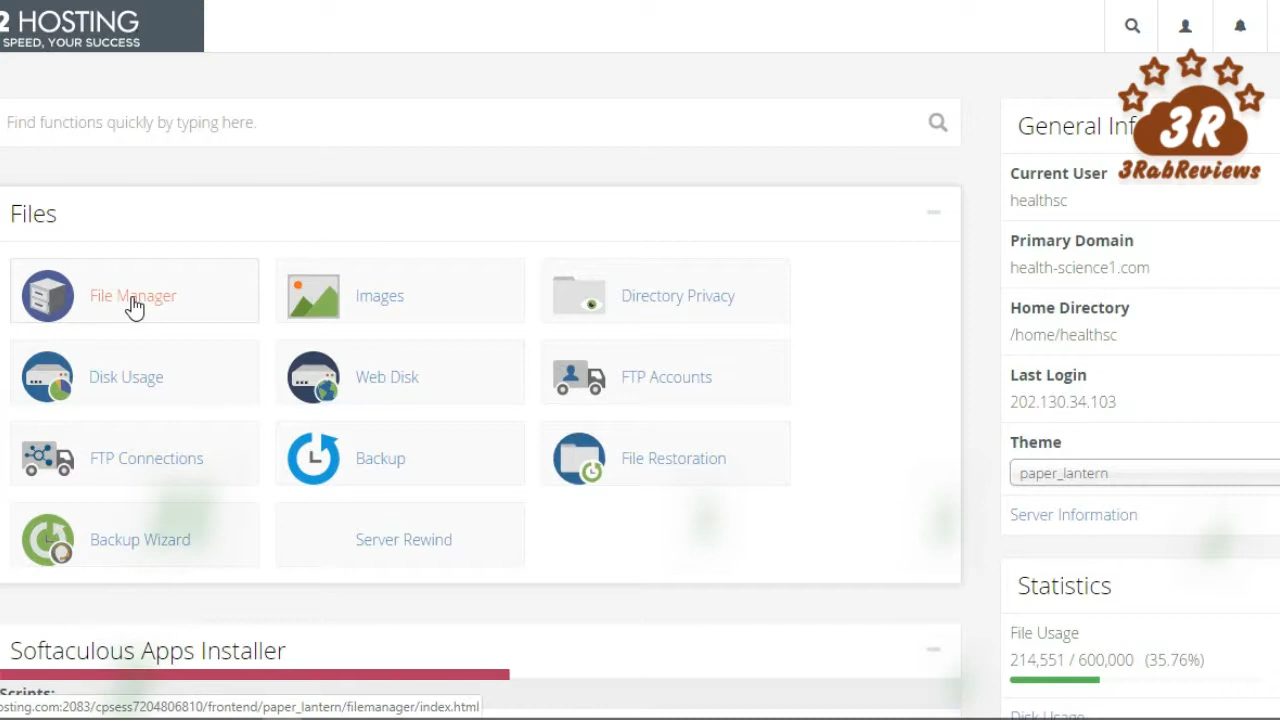 2 HOSTING
SPEED, YOUR SUCCESS
3R
3RabReviews
Find functions quickly by typing here.
General Inf
Current User
healthsc
Primary Domain
health-science1.com
Home Directory
/home/healthsc
Last Login
202.130.34.103
Theme
paper_lantern
Server Information
Files
File Manager
Images
Directory Privacy
Disk Usage
Web Disk
FTP Accounts
FTP Connections
Backup
File Restoration
Backup Wizard
Server Rewind
Statistics
File Usage
214,551 / 600,000 (35.76%)
Disk Usage
Softaculous Apps Installer
Scripts:
osting.com:2083/cpsess7204806810/frontend/paper_lantern/filemanager/index.html